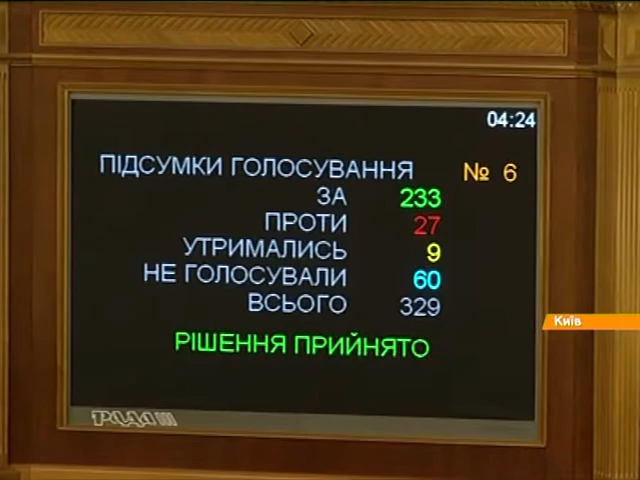 04:24
ПІДСУМКИ ГОЛОСУВАННЯ № 6
ЗА 233
ПРОТИ 27
УТРИМАЛИСЬ 9
НЕ ГОЛОСУВАЛИ 60
ВСЬОГО 329
РІШЕННЯ ПРИЙНЯТО
Київ
РАДА